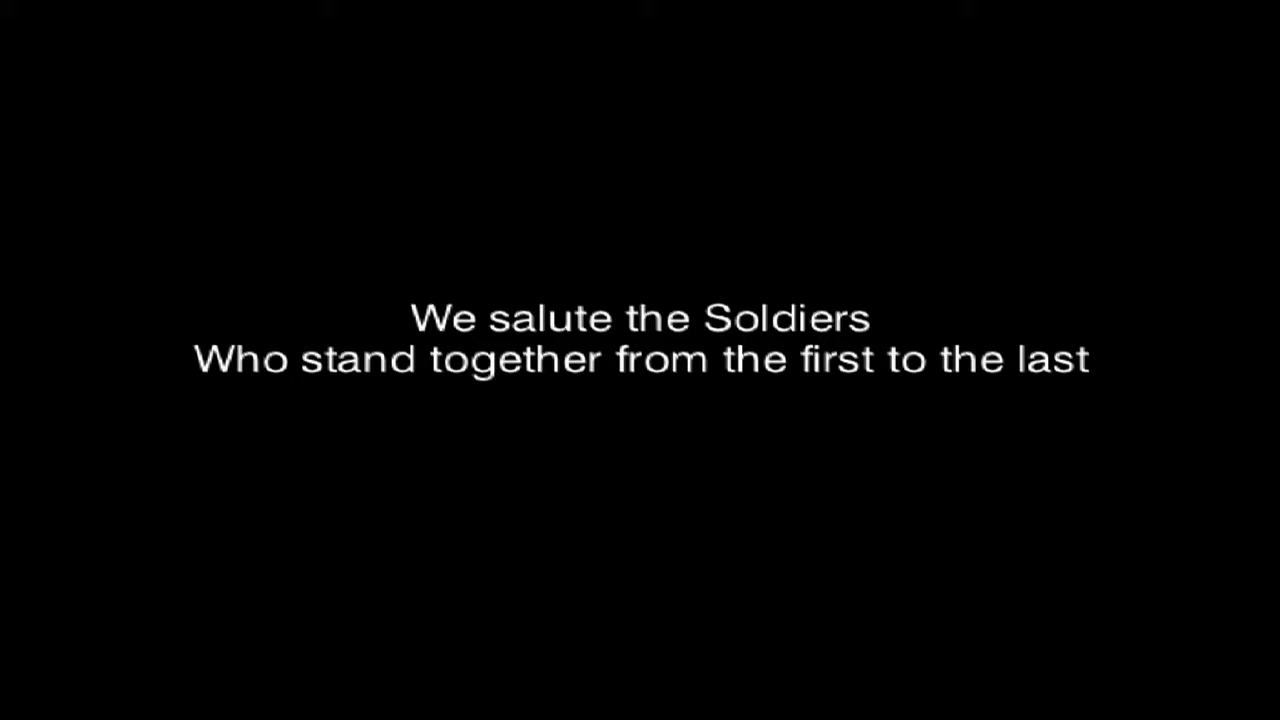 We salute the Soldiers
Who stand together from the first to the last